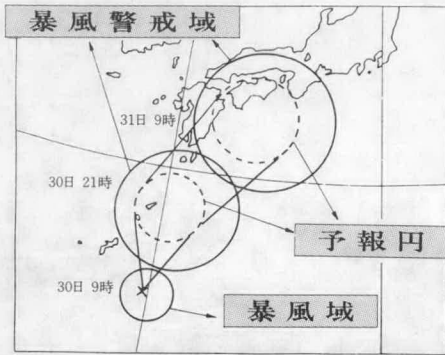 暴風警戒域
31日 9時
30日 21時
予報円
30日 9時
暴風域